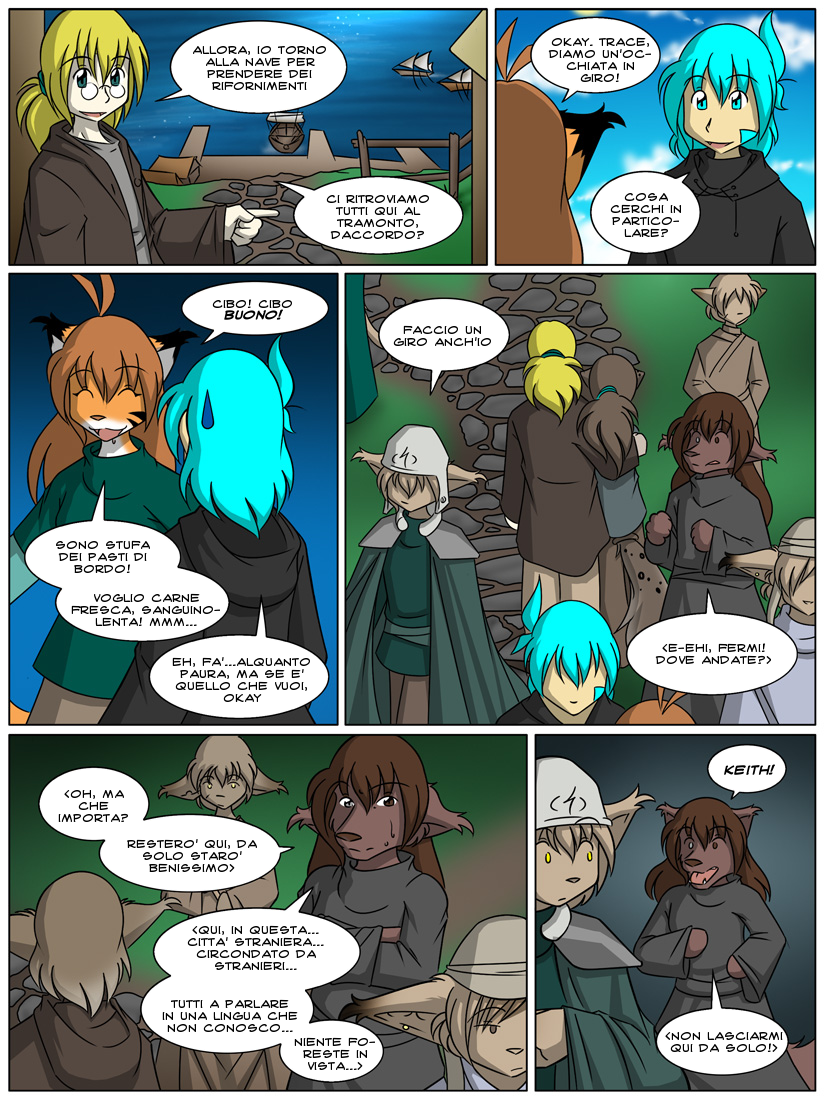 ALLORA, IO TORNO
ALLA NAVE PER
PRENDERE DEI
RIFORNIMENTI
CI RITROVIAMO
TUTTI QUI AL
TRAMONTO,
DACCORDO?
OKAY. TRACE,
DIAMO UN'OC-
CHIATA IN
GIRO!
COSA
CERCHI IN
PARTICO-
LARE?
CIBO! CIBO
BUONO!
SONO STUFA
DEI PASTI DI
BORDO!
VOGLIO CARNE
FRESCA, SANGUINO-
LENTA! MMM...
EH, FA'...ALQUANTO
PAURA, MA SE E'
QUELLO CHE VUOI,
OKAY
FACCIO UN
GIRO ANCH'IO
<E-EHI, FERMI!
DOVE ANDATE?>
<OH, MA
CHE
IMPORTA?
RESTERO' QUI, DA
SOLO STARO'
BENISSIMO>
<QUI, IN QUESTA...
CITTA' STRANIERA...
CIRCONDATO DA
STRANIERI...
TUTTI A PARLARE
IN UNA LINGUA CHE
NON CONOSCO...
NIENTE FO-
RESTE IN
VISTA...>
KEITH!
<NON LASCIARMI
QUI DA SOLO!>